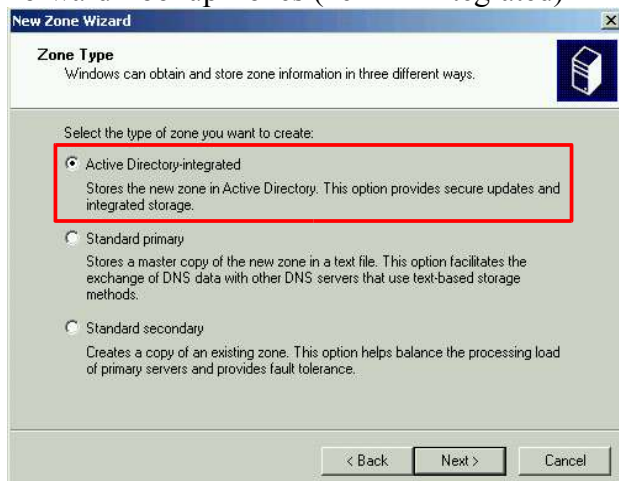 New Zone Wizard
Zone Type
Windows can obtain and store zone information in three different ways.
Select the type of zone you want to create:
Active Directory-integrated
Stores the new zone in Active Directory. This option provides secure updates and
integrated storage.
Standard primary
Stores a master copy of the new zone in a text file. This option facilitates the
exchange of DNS data with other DNS servers that use text-based storage
methods.
Standard secondary
Creates a copy of an existing zone. This option helps balance the processing load
of primary servers and provides fault tolerance.
< Back
Next >
Cancel